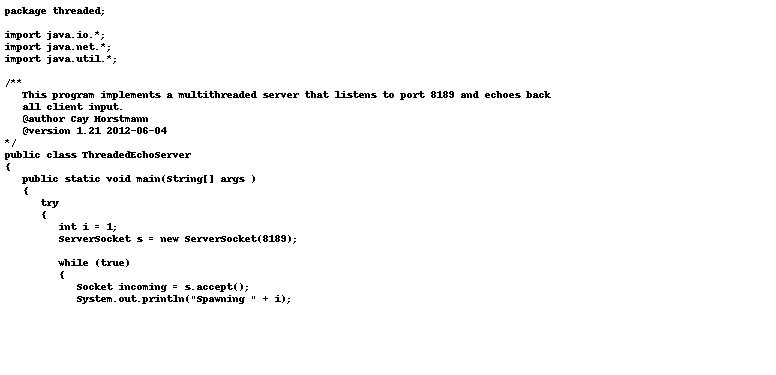 package threaded;

import java.io.*;
import java.net.*;
import java.util.*;

/**
   This program implements a multithreaded server that listens to port 8189 and echoes back
   all client input.
   @author Cay Horstmann
   @version 1.21 2012-06-04
*/
public class ThreadedEchoServer
{
   public static void main(String[] args )
   {
      try
      {
         int i = 1;
         ServerSocket s = new ServerSocket(8189);

         while (true)
         {
            Socket incoming = s.accept();
            System.out.println("Spawning " + i);